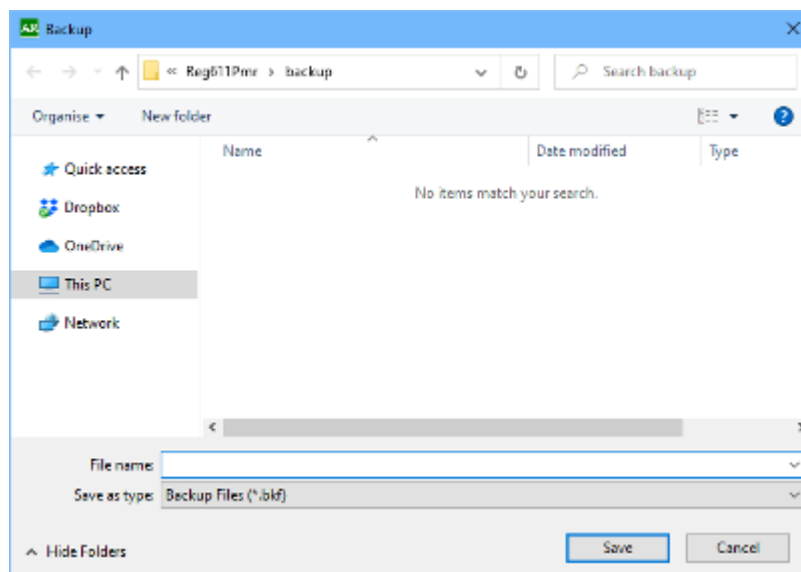 AR Backup
« Reg611Pmr › backup
Search backup
Organise
New folder
Name
Date modified
Type
No items match your search.
Quick access
Dropbox
OneDrive
This PC
Network
File name:
Save as type: Backup Files (*.bkf)
Hide Folders
Save
Cancel